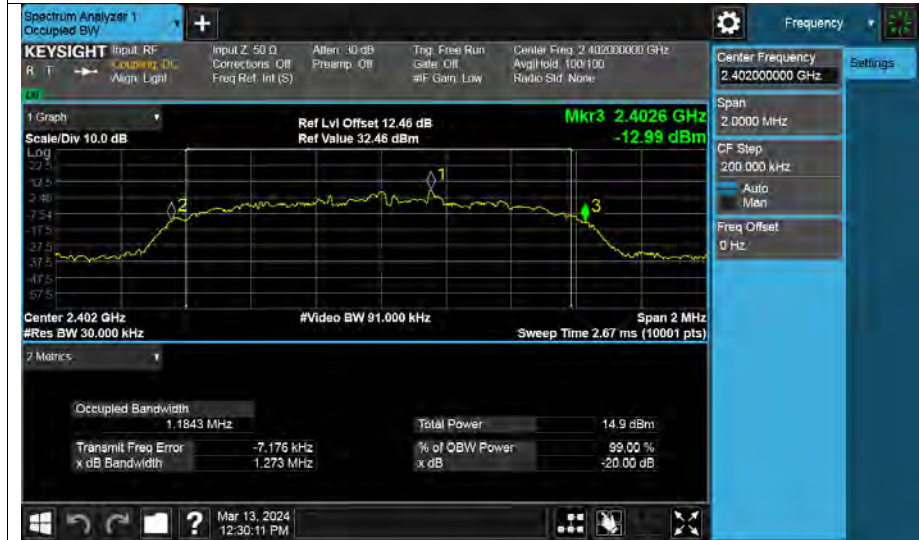 Spectrum Analyzer 1
Occupied BW
+
Frequency
KEYSIGHT Input: RF
R T
Coupling: DC
Align: Light
Input Z: 50 Ω
Corrections: Off
Freq Ref: Int (S)
Atten: 30 dB
Preamp: Off
Trig: Free Run
Gate: Off
#IF Gain: Low
Center Freq: 2.402000000 GHz
Avg|Hold: 100/100
Radio Std: None
Center Frequency
2.402000000 GHz
Settings
Span
2.0000 MHz
CF Step
200.000 kHz
Auto
Man
Freq Offset
0 Hz
1 Graph
Scale/Div 10.0 dB
Ref Lvl Offset 12.46 dB
Ref Value 32.46 dBm
Mkr3 2.4026 GHz
-12.99 dBm
Log
22.5
12.5
2.46
-7.54
-17.5
-27.5
-37.5
-47.5
-57.5
1
2
3
Center 2.402 GHz
#Video BW 91.000 kHz
Span 2 MHz
#Res BW 30.000 kHz
Sweep Time 2.67 ms (10001 pts)
2 Metrics
Occupied Bandwidth
1.1843 MHz
Total Power 14.9 dBm
Transmit Freq Error -7.176 kHz
% of OBW Power 99.00 %
x dB Bandwidth 1.273 MHz
x dB -20.00 dB
?
Mar 13, 2024
12:30:11 PM